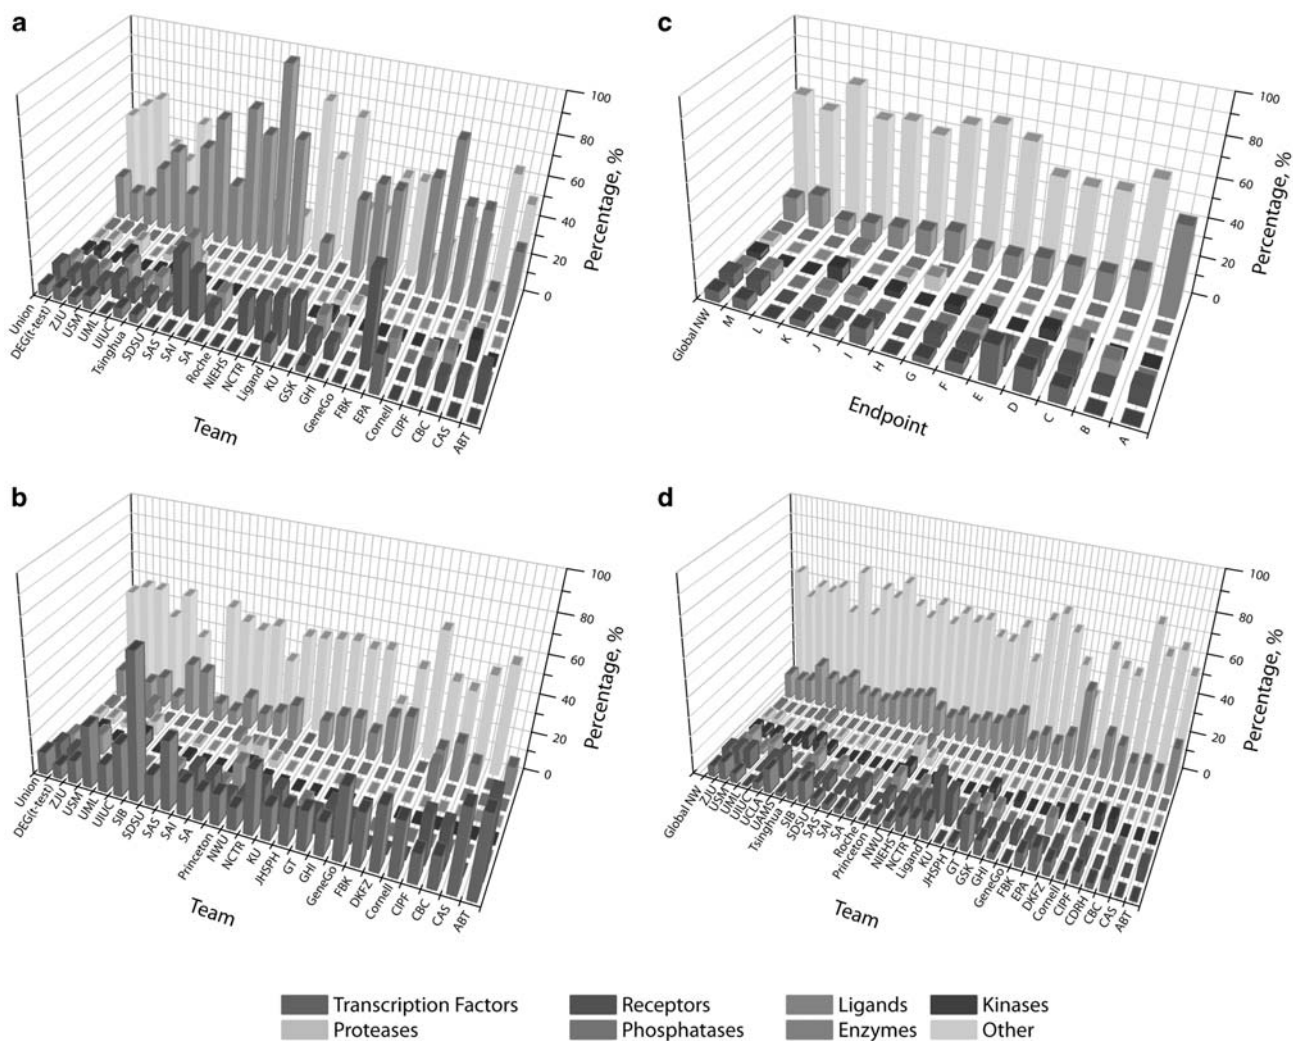 a
100
80
60
40
20
0
Percentage, %
Union
DEG(t-test)
ZJU
USM
UML
UIUC
Tsinghua
SDSU
SAS
SAI
SA
Roche
NIEHS
NCTR
Ligand
KU
GSK
GHI
GeneGo
FBK
EPA
Cornell
CIPF
CBC
CAS
ABT
Team
c
100
80
60
40
20
0
Percentage, %
Global NW
M
L
K
J
I
H
G
F
E
D
C
B
A
Endpoint
b
100
80
60
40
20
0
Percentage, %
Union
DEG(t-test)
ZJU
USM
UML
UIUC
SIB
SDSU
SAS
SAI
SA
Princeton
NWU
NCTR
KU
JHSPH
GT
GHI
GeneGo
FBK
DKFZ
Cornell
CIPF
CBC
CAS
ABT
Team
d
100
80
60
40
20
0
Percentage, %
Global NW
ZJU
USM
UML
UIUC
UCLA
UAMS
Tsinghua
SIB
SDSU
SAS
SAI
SA
Roche
Princeton
NWU
NIEHS
NCTR
Ligand
KU
JHSPH
GT
GSK
GHI
GeneGo
FBK
EPA
DKFZ
Cornell
CIPF
CDRH
CBC
CAS
ABT
Team
Transcription Factors Receptors Ligands Kinases
Proteases Phosphatases Enzymes Other